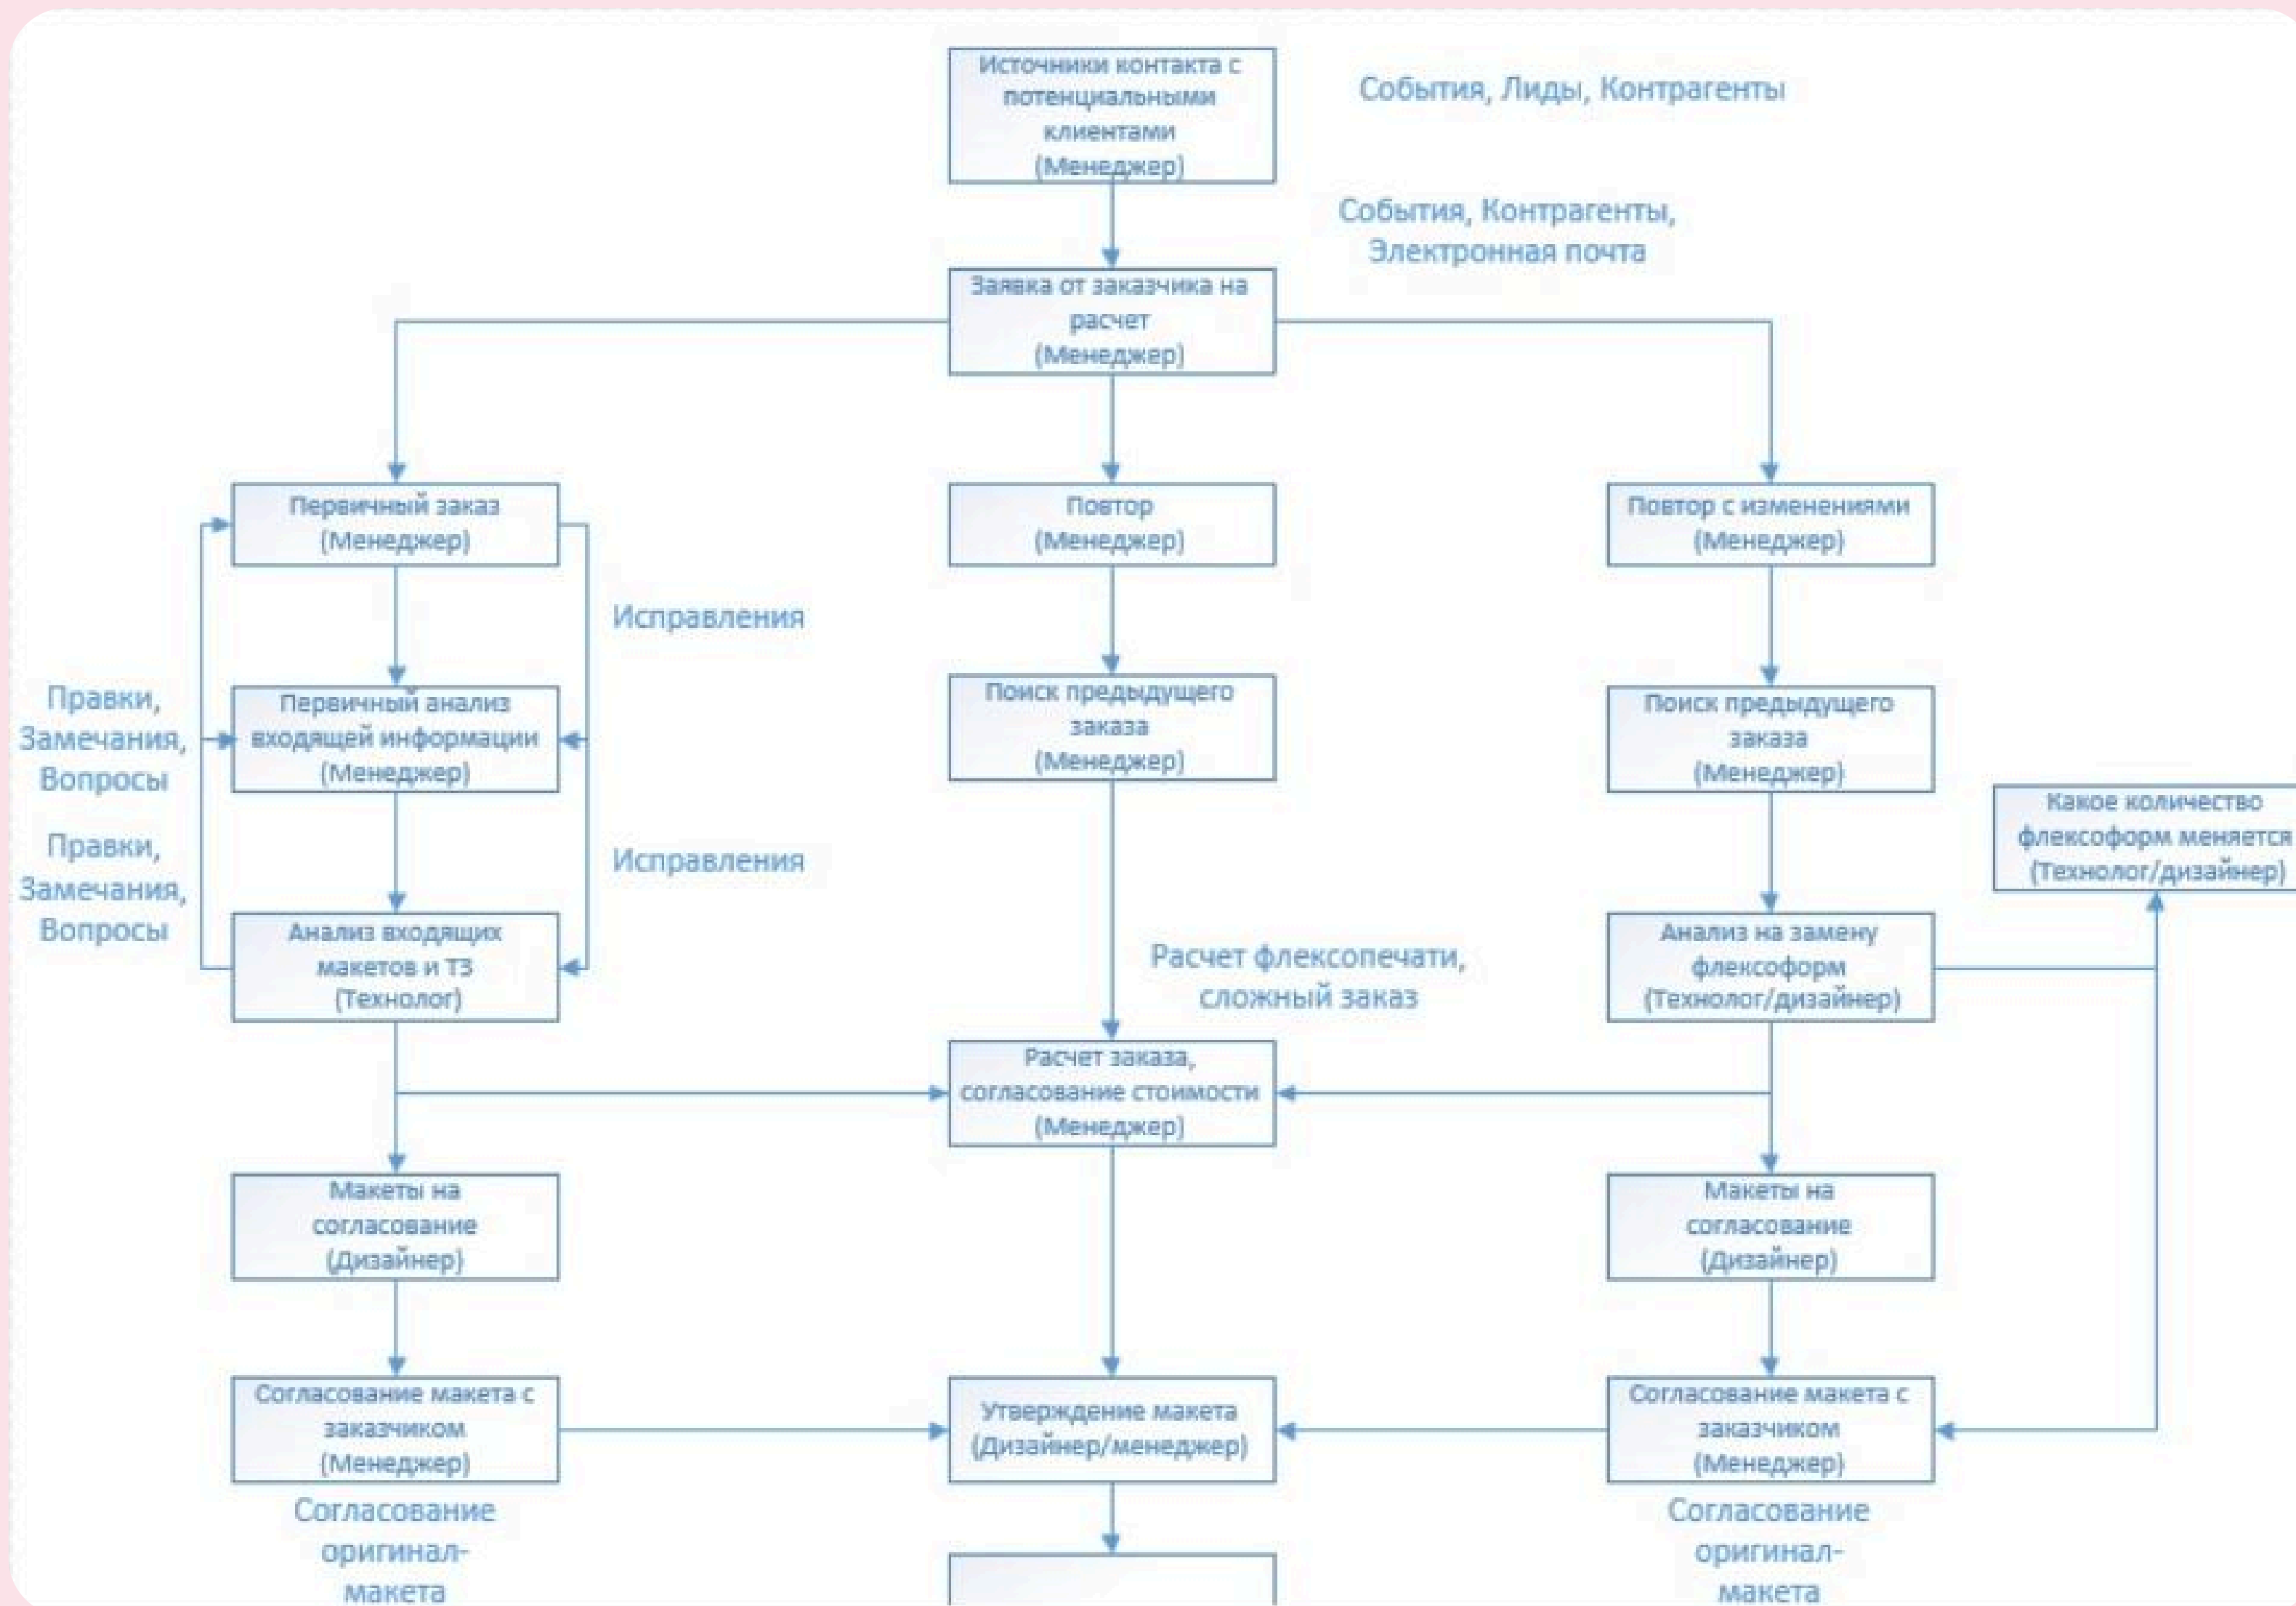 Источники контакта с
потенциальными
клиентами
(Менеджер)
События, Лиды, Контрагенты
События, Контрагенты,
Электронная почта
Заявка от заказчика на
расчет
(Менеджер)
Первичный заказ
(Менеджер)
Повтор
(Менеджер)
Повтор с изменениями
(Менеджер)
Исправления
Правки,
Замечания,
Вопросы
Первичный анализ
входящей информации
(Менеджер)
Поиск предыдущего
заказа
(Менеджер)
Поиск предыдущего
заказа
(Менеджер)
Какое количество
флексоформ меняется
(Технолог/дизайнер)
Правки,
Замечания,
Вопросы
Исправления
Анализ входящих
макетов и ТЗ
(Технолог)
Расчет флексопечати,
сложный заказ
Анализ на замену
флексоформ
(Технолог/дизайнер)
Расчет заказа,
согласование стоимости
(Менеджер)
Макеты на
согласование
(Дизайнер)
Макеты на
согласование
(Дизайнер)
Согласование макета с
заказчиком
(Менеджер)
Утверждение макета
(Дизайнер/менеджер)
Согласование макета с
заказчиком
(Менеджер)
Согласование
оригинал-
макета
Согласование
оригинал-
макета